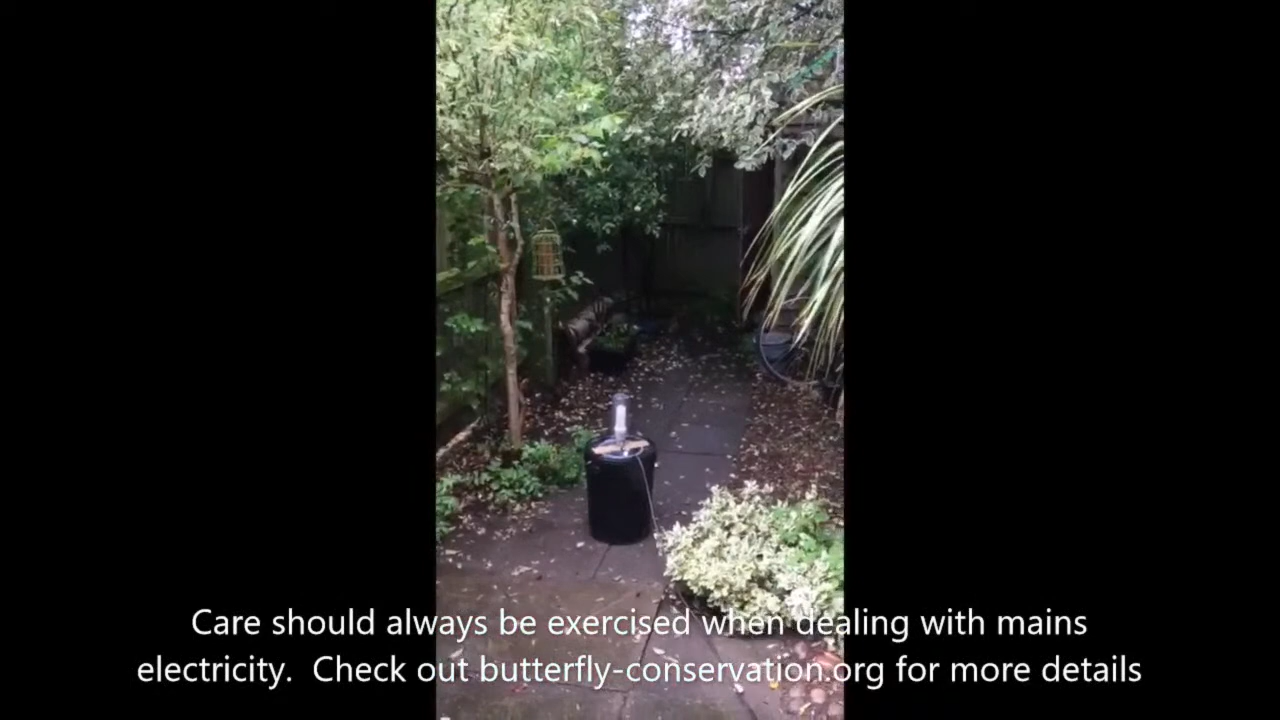 Care should always be exercised when dealing with mains
electricity.  Check out butterfly-conservation.org for more details